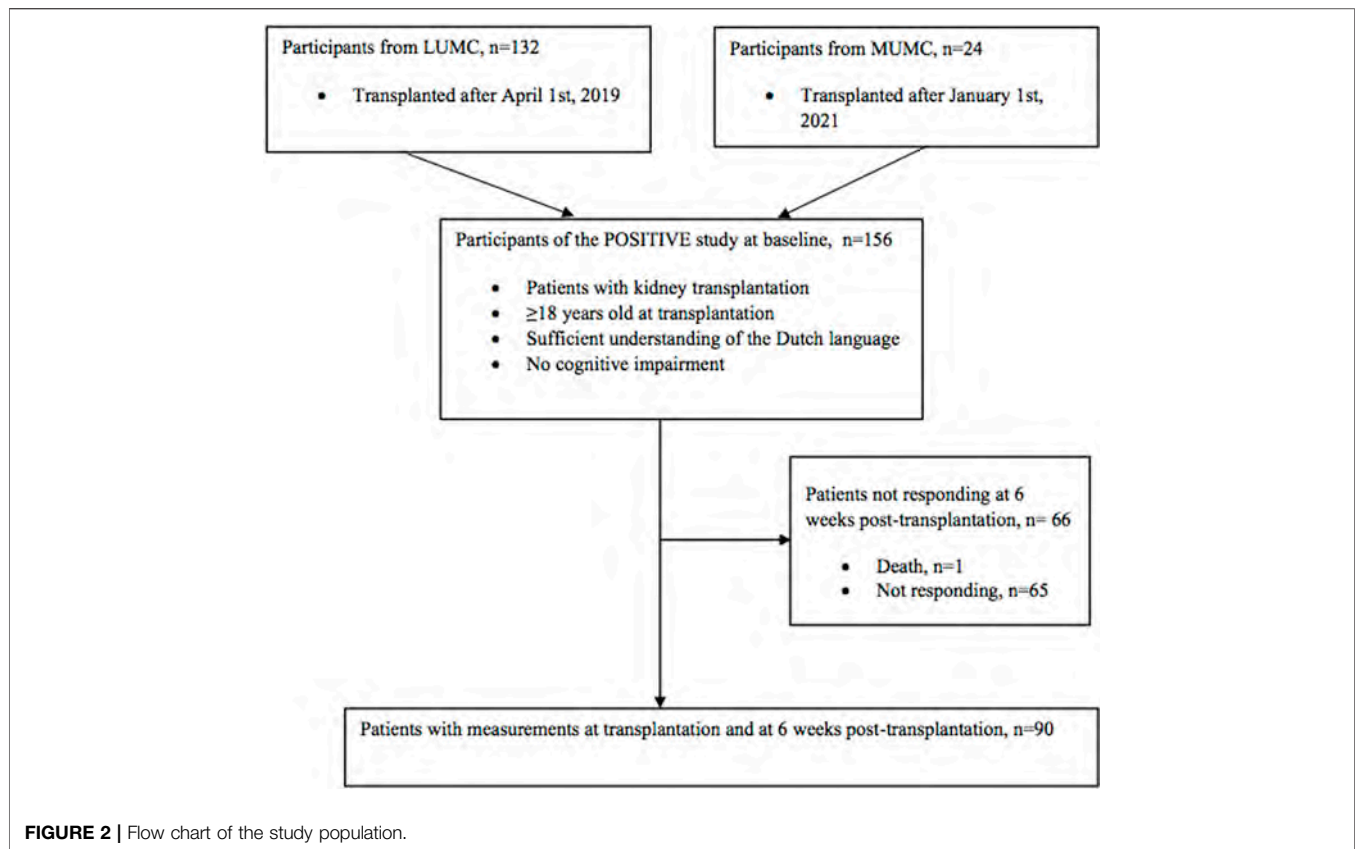 Participants from LUMC, n=132
• Transplanted after April 1st, 2019
Participants from MUMC, n=24
• Transplanted after January 1st,
2021
Participants of the POSITIVE study at baseline, n=156
• Patients with kidney transplantation
• ≥18 years old at transplantation
• Sufficient understanding of the Dutch language
• No cognitive impairment
Patients not responding at 6
weeks post-transplantation, n= 66
• Death, n=1
• Not responding, n=65
Patients with measurements at transplantation and at 6 weeks post-transplantation, n=90
FIGURE 2 | Flow chart of the study population.